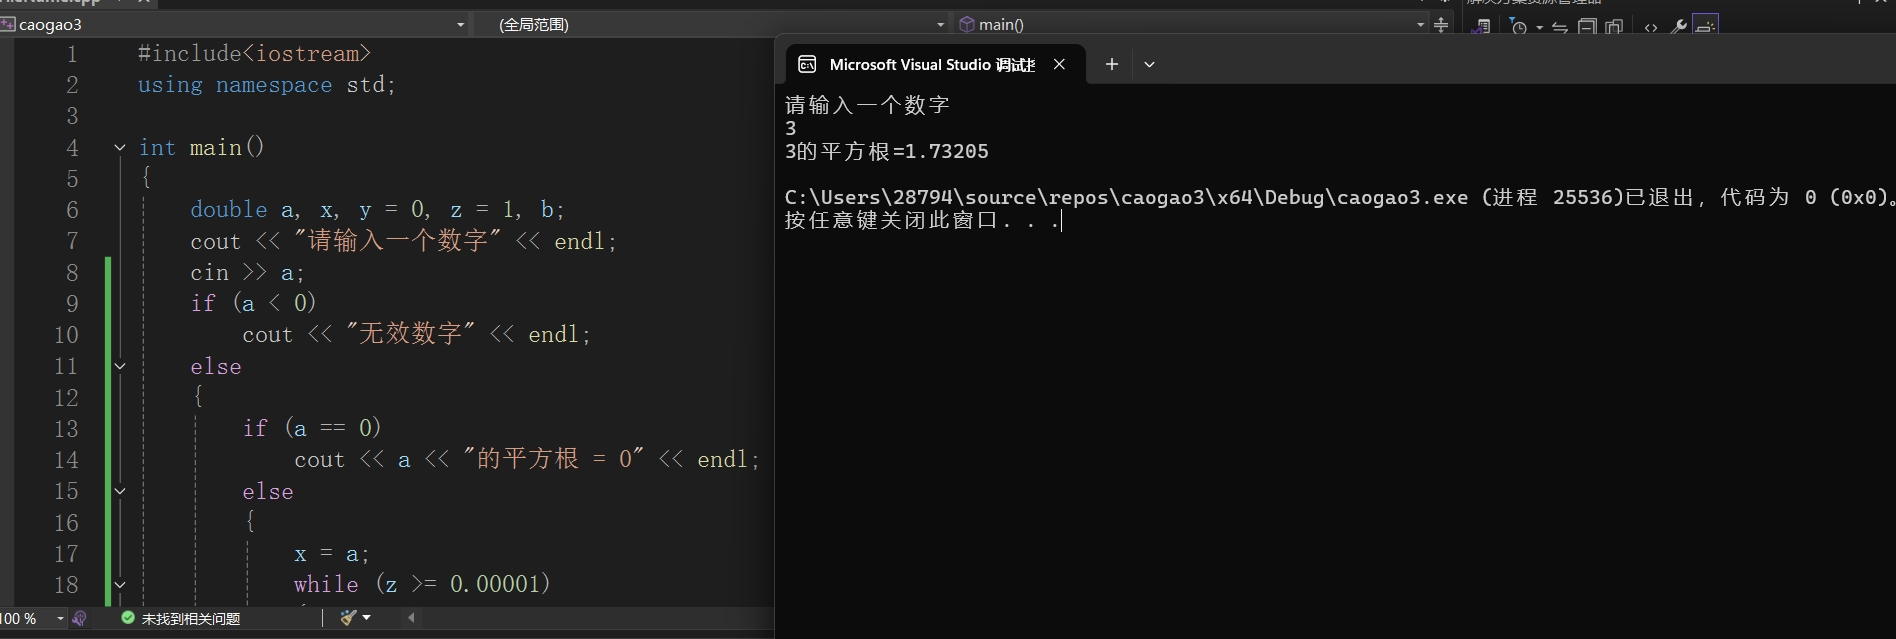 caogao3
(全局范围)
main()
1 #include<iostream>
2 using namespace std;
3
4 int main()
5 {
6 double a, x, y = 0, z = 1, b;
7 cout << "请输入一个数字" << endl;
8 cin >> a;
9 if (a < 0)
10 cout << "无效数字" << endl;
11 else
12 {
13 if (a == 0)
14 cout << a << "的平方根 = 0" << endl;
15 else
16 {
17 x = a;
18 while (z >= 0.00001)
100 %
未找到相关问题
Microsoft Visual Studio 调试
请输入一个数字
3
3的平方根=1.73205
C:\Users\28794\source\repos\caogao3\x64\Debug\caogao3.exe (进程 25536)已退出，代码为 0 (0x0)。
按任意键关闭此窗口. . .